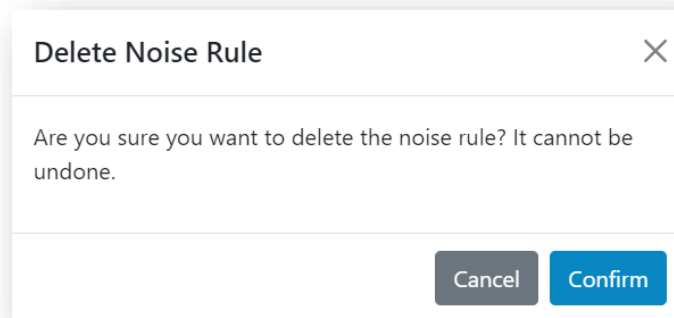 Delete Noise Rule
Are you sure you want to delete the noise rule? It cannot be
undone.
Cancel Confirm